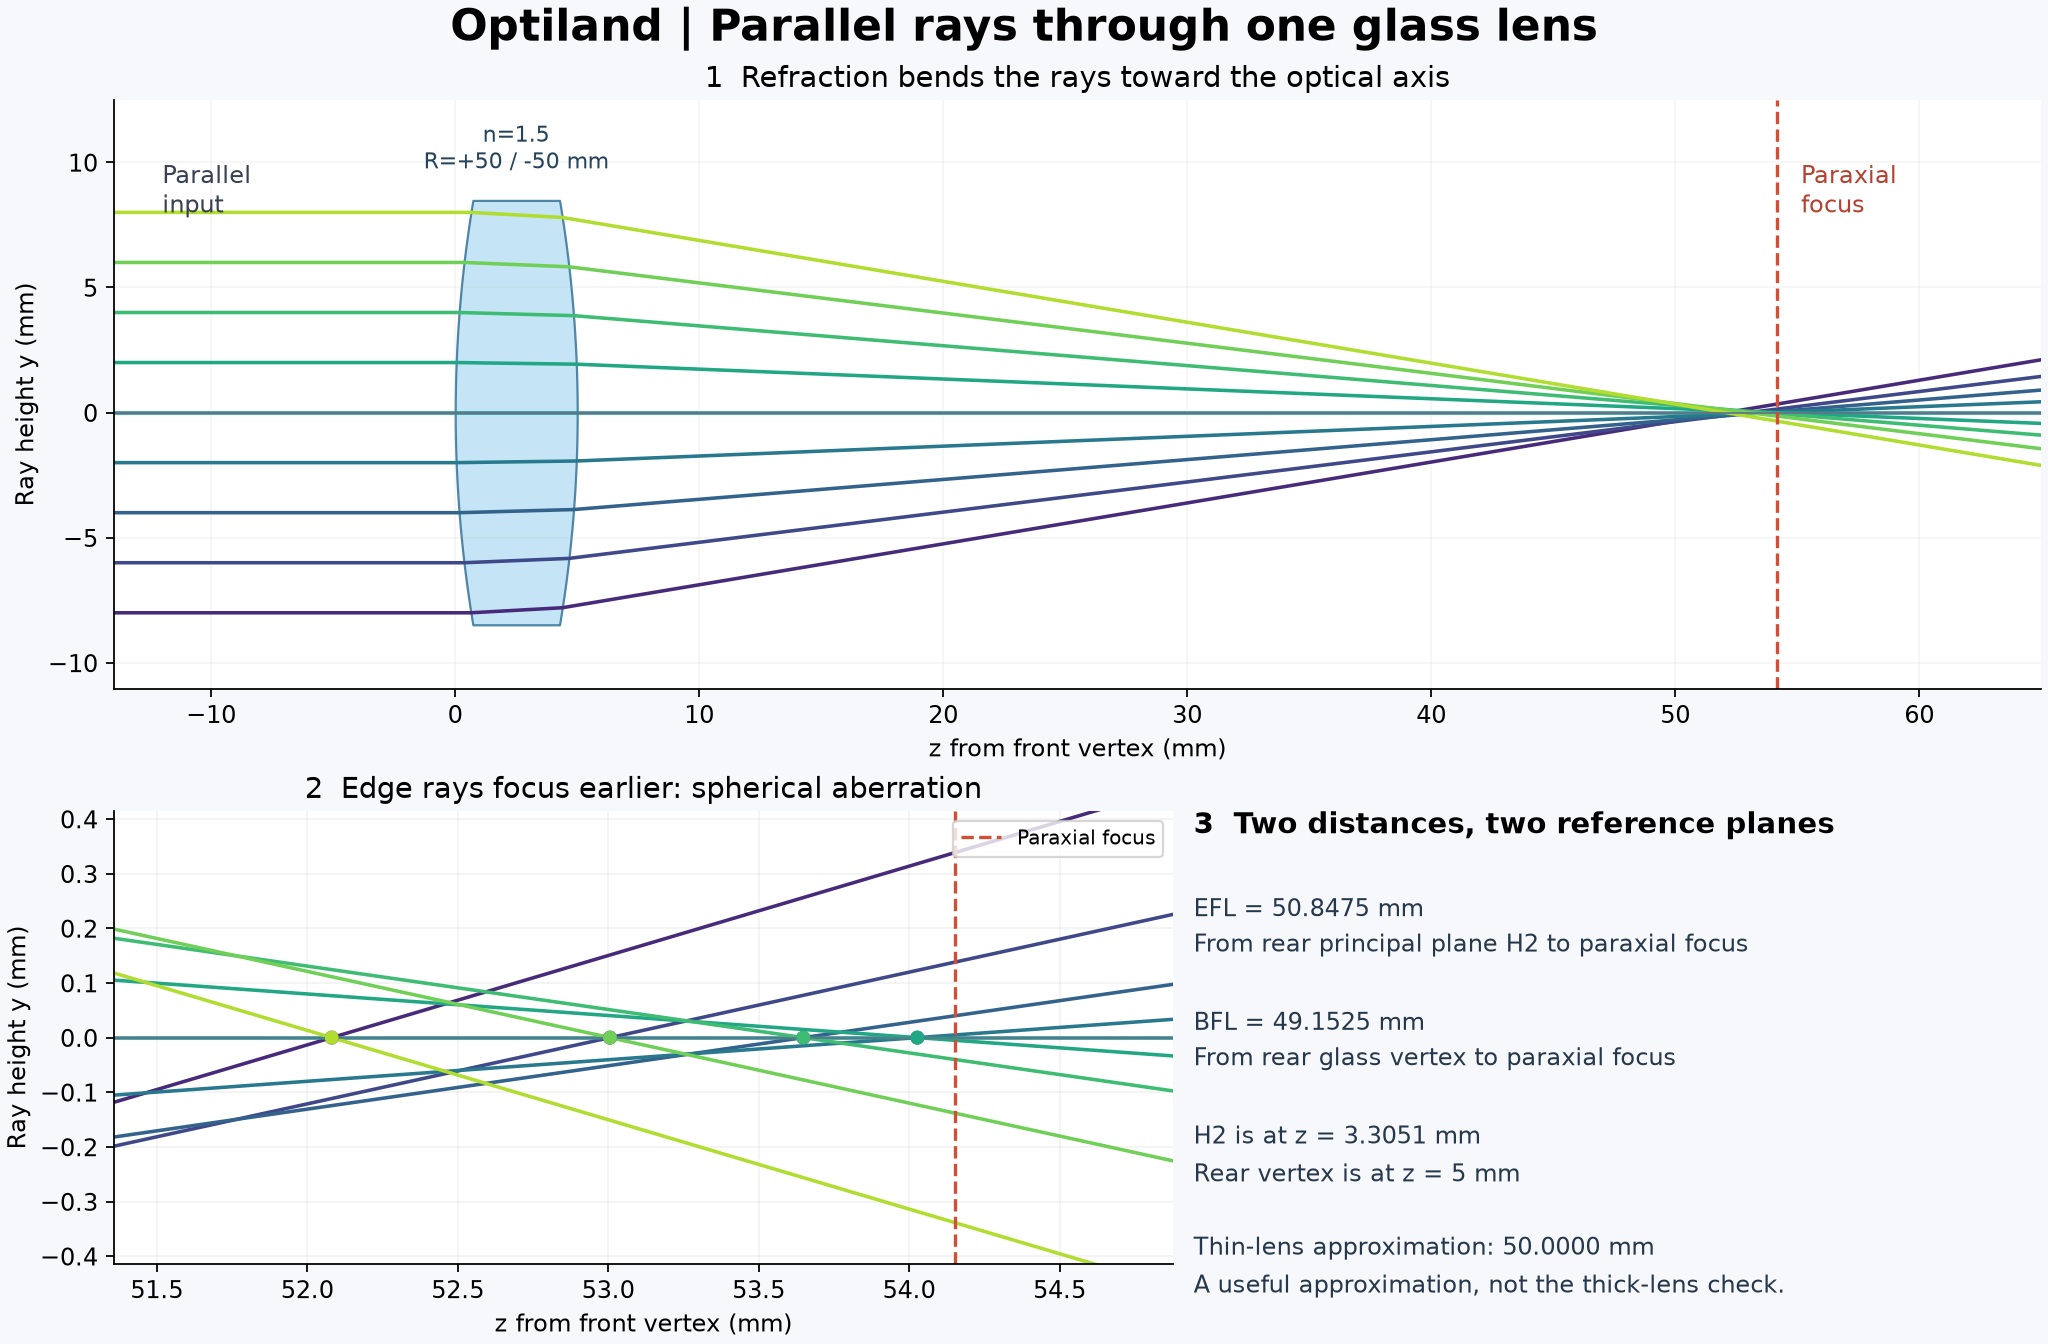 Optiland | Parallel rays through one glass lens
1 Refraction bends the rays toward the optical axis
n=1.5
R=+50 / -50 mm
Parallel
input
Paraxial
focus
Ray height y (mm)
10
5
0
−5
−10
−10 0 10 20 30 40 50 60
z from front vertex (mm)
2 Edge rays focus earlier: spherical aberration
Paraxial focus
Ray height y (mm)
0.4
0.3
0.2
0.1
0.0
−0.1
−0.2
−0.3
−0.4
51.5 52.0 52.5 53.0 53.5 54.0 54.5
z from front vertex (mm)
3 Two distances, two reference planes
EFL = 50.8475 mm
From rear principal plane H2 to paraxial focus
BFL = 49.1525 mm
From rear glass vertex to paraxial focus
H2 is at z = 3.3051 mm
Rear vertex is at z = 5 mm
Thin-lens approximation: 50.0000 mm
A useful approximation, not the thick-lens check.